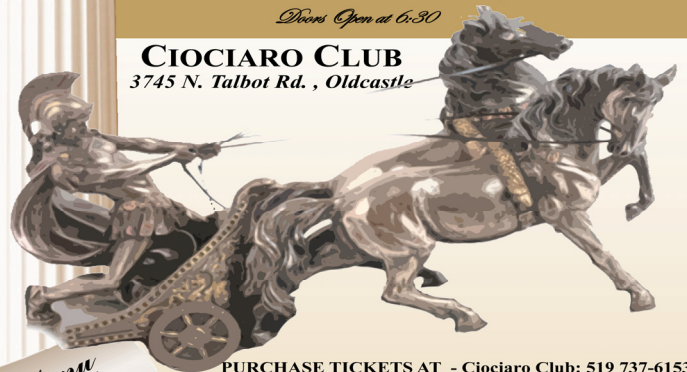 Doors Open at 6:30
CIOCIARO CLUB
3745 N. Talbot Rd. , Oldcastle
PURCHASE TICKETS AT - Ciociaro Club: 519 737-6153